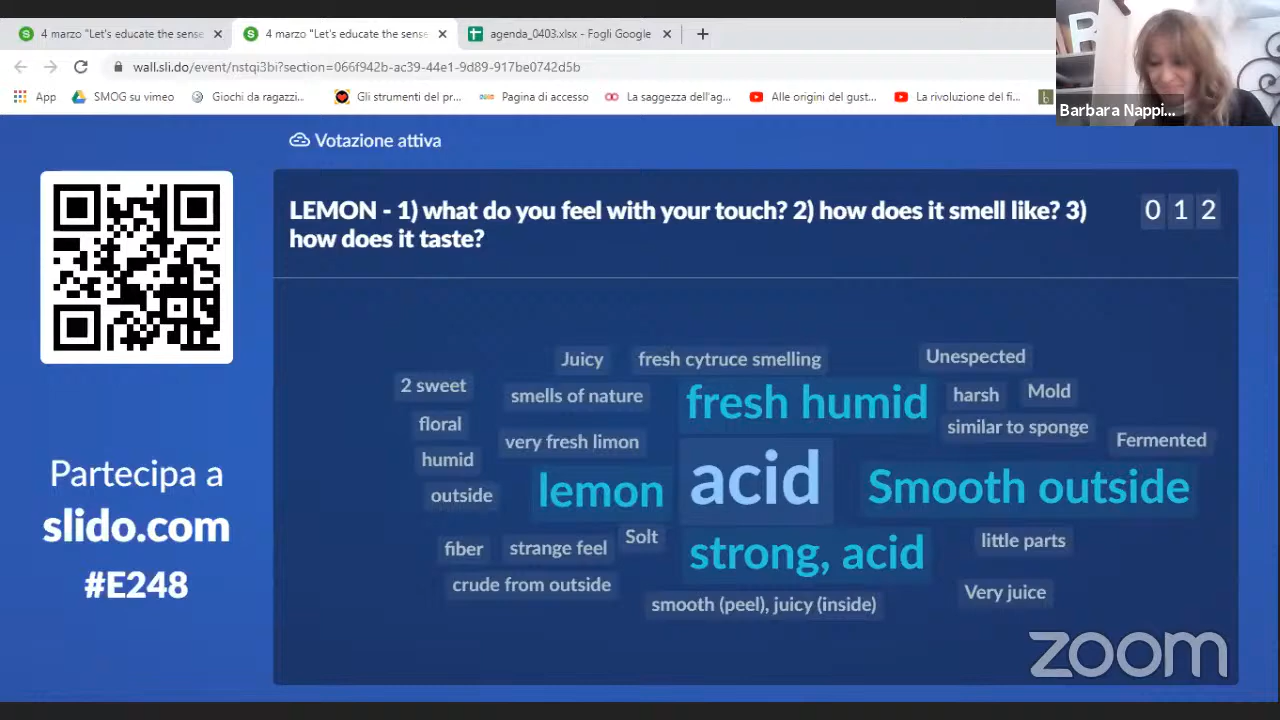 4 marzo "Let's educate the sense
4 marzo "Let's educate the sense
agenda_0403.xlsx - Fogli Google
wall.sli.do/event/nstqi3bi?section=066f942b-ac39-44e1-9d89-917be0742d5b
App
SMOG su vimeo
Giochi da ragazzi...
Gli strumenti del pr...
Pagina di accesso
La saggezza dell'ag...
Alle origini del gust...
La rivoluzione del fi...
Barbara Nappi...
Votazione attiva
LEMON - 1) what do you feel with your touch? 2) how does it smell like? 3)
how does it taste?
0 1 2
Partecipa a
slido.com
#E248
Juicy
fresh cytruce smelling
Unespected
2 sweet
smells of nature
fresh humid
harsh
Mold
floral
similar to sponge
very fresh limon
Fermented
humid
outside
lemon
acid
Smooth outside
fiber
strange feel
Solt
strong, acid
little parts
crude from outside
smooth (peel), juicy (inside)
Very juice
zoom